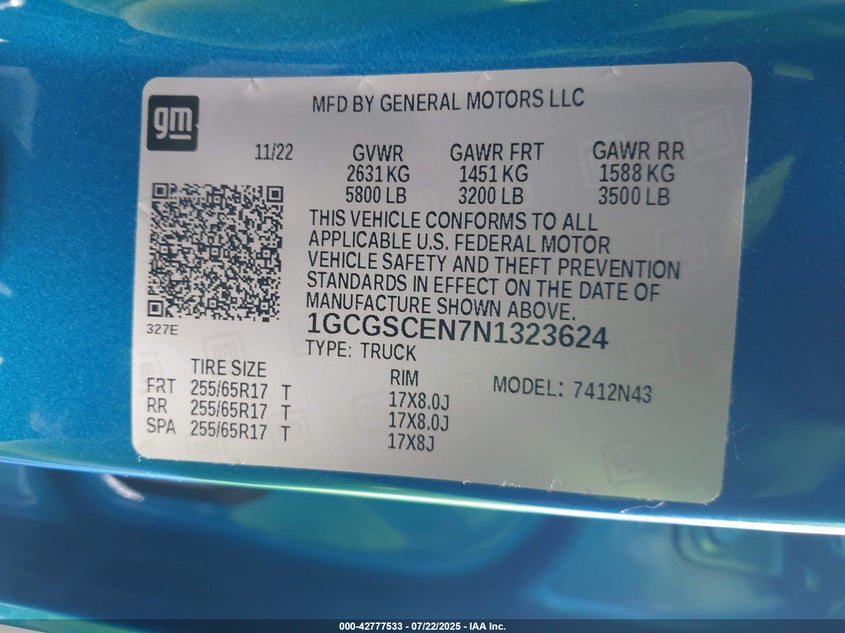 gm
MFD BY GENERAL MOTORS LLC
11/22 GVWR GAWR FRT GAWR RR
2631 KG 1451 KG 1588 KG
5800 LB 3200 LB 3500 LB
THIS VEHICLE CONFORMS TO ALL
APPLICABLE U.S. FEDERAL MOTOR
VEHICLE SAFETY AND THEFT PREVENTION
STANDARDS IN EFFECT ON THE DATE OF
MANUFACTURE SHOWN ABOVE.
327E
1GCGSCEN7N1323624
TYPE: TRUCK
TIRE SIZE RIM MODEL: 7412N43
FRT 255/65R17 T 17X8.0J
RR 255/65R17 T 17X8.0J
SPA 255/65R17 T 17X8J
000-42777533 - 07/22/2025 - IAA Inc.